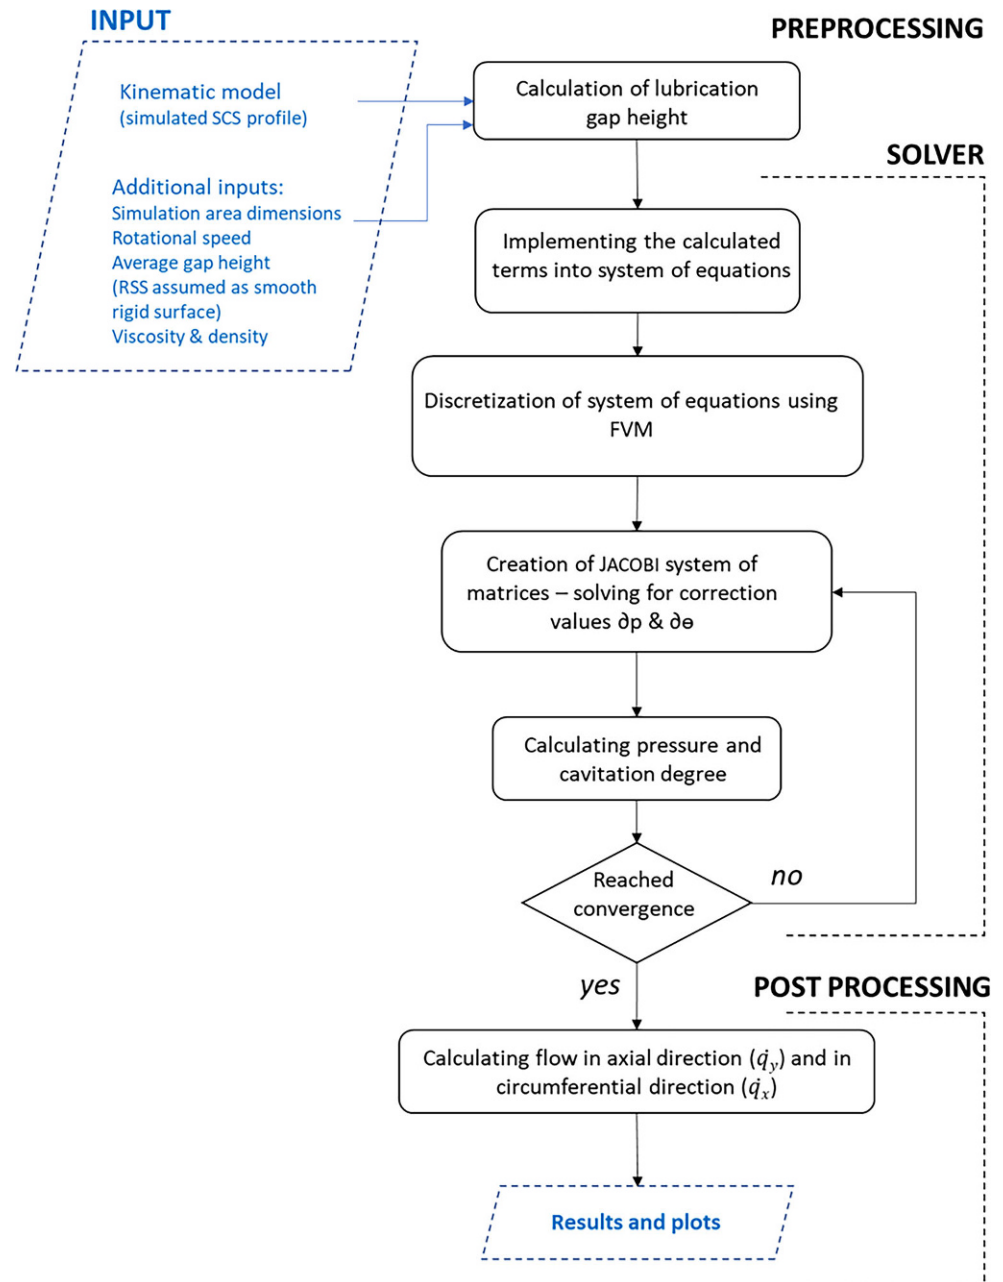 INPUT
PREPROCESSING
Kinematic model
(simulated SCS profile)
Calculation of lubrication
gap height
SOLVER
Additional inputs:
Simulation area dimensions
Rotational speed
Average gap height
(RSS assumed as smooth
rigid surface)
Viscosity & density
Implementing the calculated
terms into system of equations
Discretization of system of equations using
FVM
Creation of JACOBI system of
matrices – solving for correction
values ∂p & ∂ɵ
Calculating pressure and
cavitation degree
Reached
convergence
no
yes
POST PROCESSING
Calculating flow in axial direction (q̇y) and in
circumferential direction (q̇x)
Results and plots